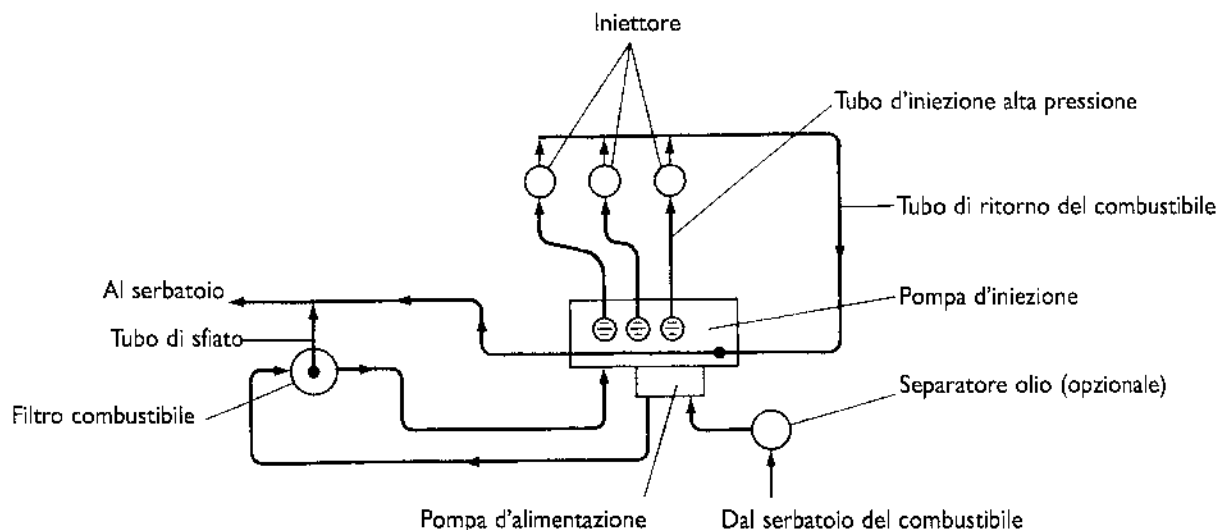 Iniettore
Tubo d'iniezione alta pressione
Tubo di ritorno del combustibile
Al serbatoio
Pompa d'iniezione
Tubo di sfiato
Separatore olio (opzionale)
Filtro combustibile
Pompa d'alimentazione
Dal serbatoio del combustibile